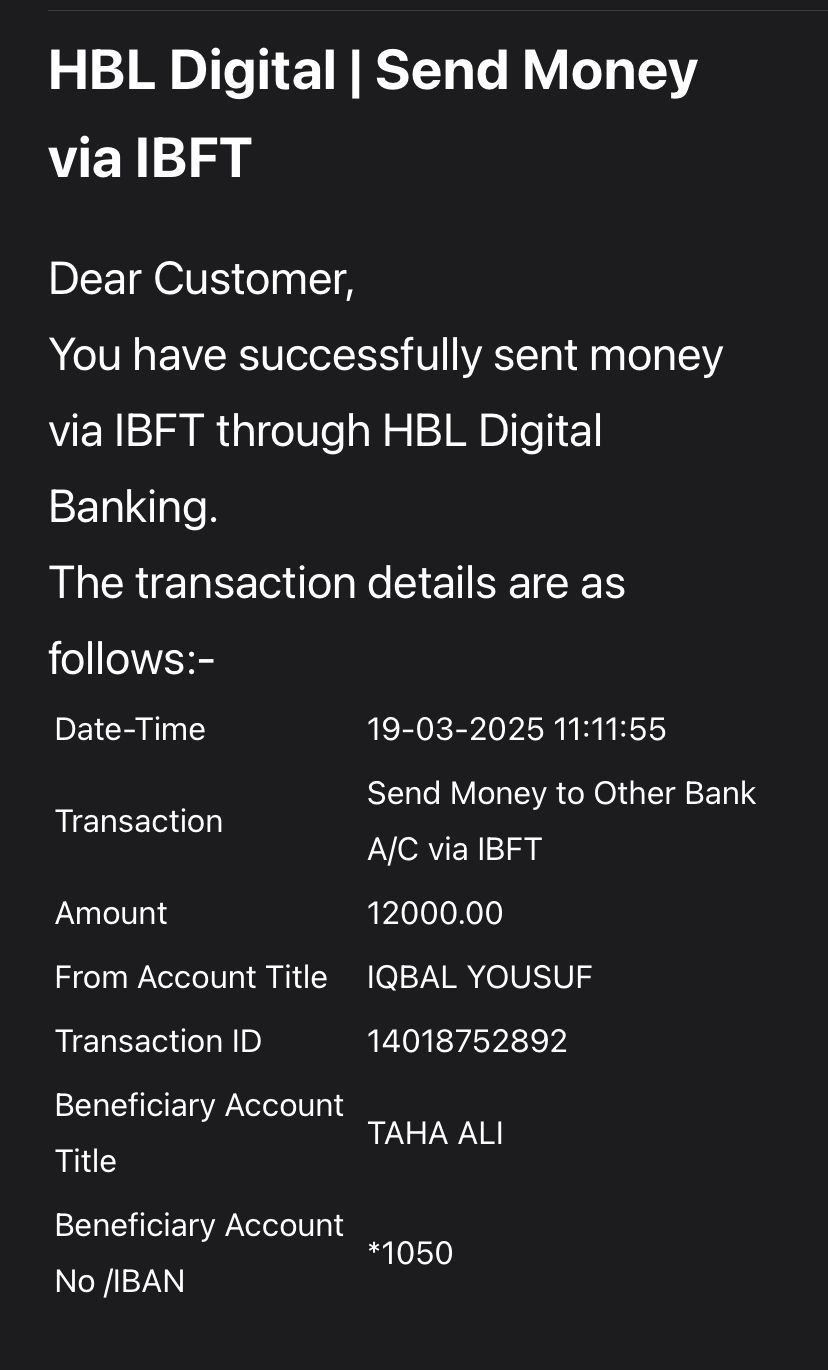 HBL Digital | Send Money
via IBFT
Dear Customer,
You have successfully sent money
via IBFT through HBL Digital
Banking.
The transaction details are as
follows:-
Date-Time 19-03-2025 11:11:55
Transaction Send Money to Other Bank
A/C via IBFT
Amount 12000.00
From Account Title IQBAL YOUSUF
Transaction ID 14018752892
Beneficiary Account
Title TAHA ALI
Beneficiary Account
No /IBAN *1050